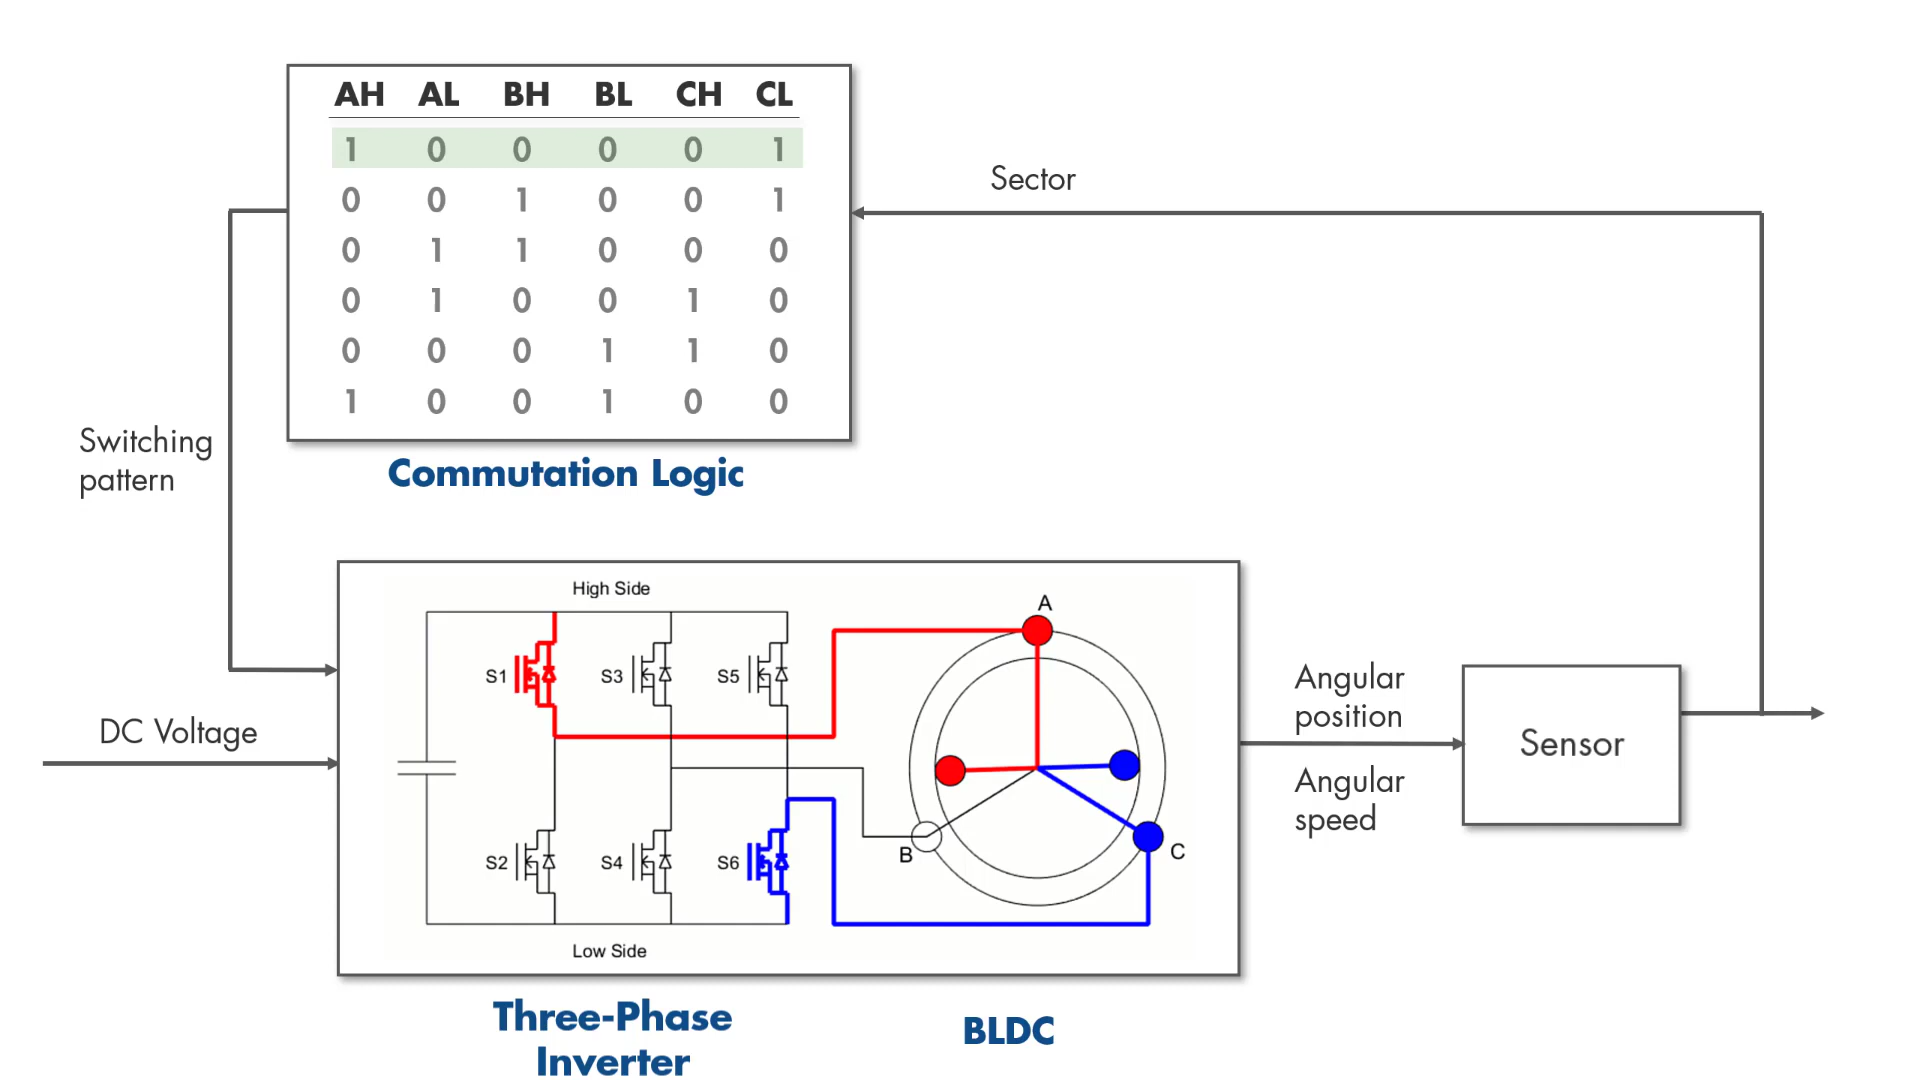 AH AL BH BL CH CL
1 0 0 0 0 1
0 0 1 0 0 1
0 1 1 0 0 0
0 1 0 0 1 0
0 0 0 1 1 0
1 0 0 1 0 0
Commutation Logic
Sector
Switching
pattern
DC Voltage
High Side
S1 S3 S5
S2 S4 S6
Low Side
A
B
C
Three-Phase
Inverter
BLDC
Angular
position
Angular
speed
Sensor